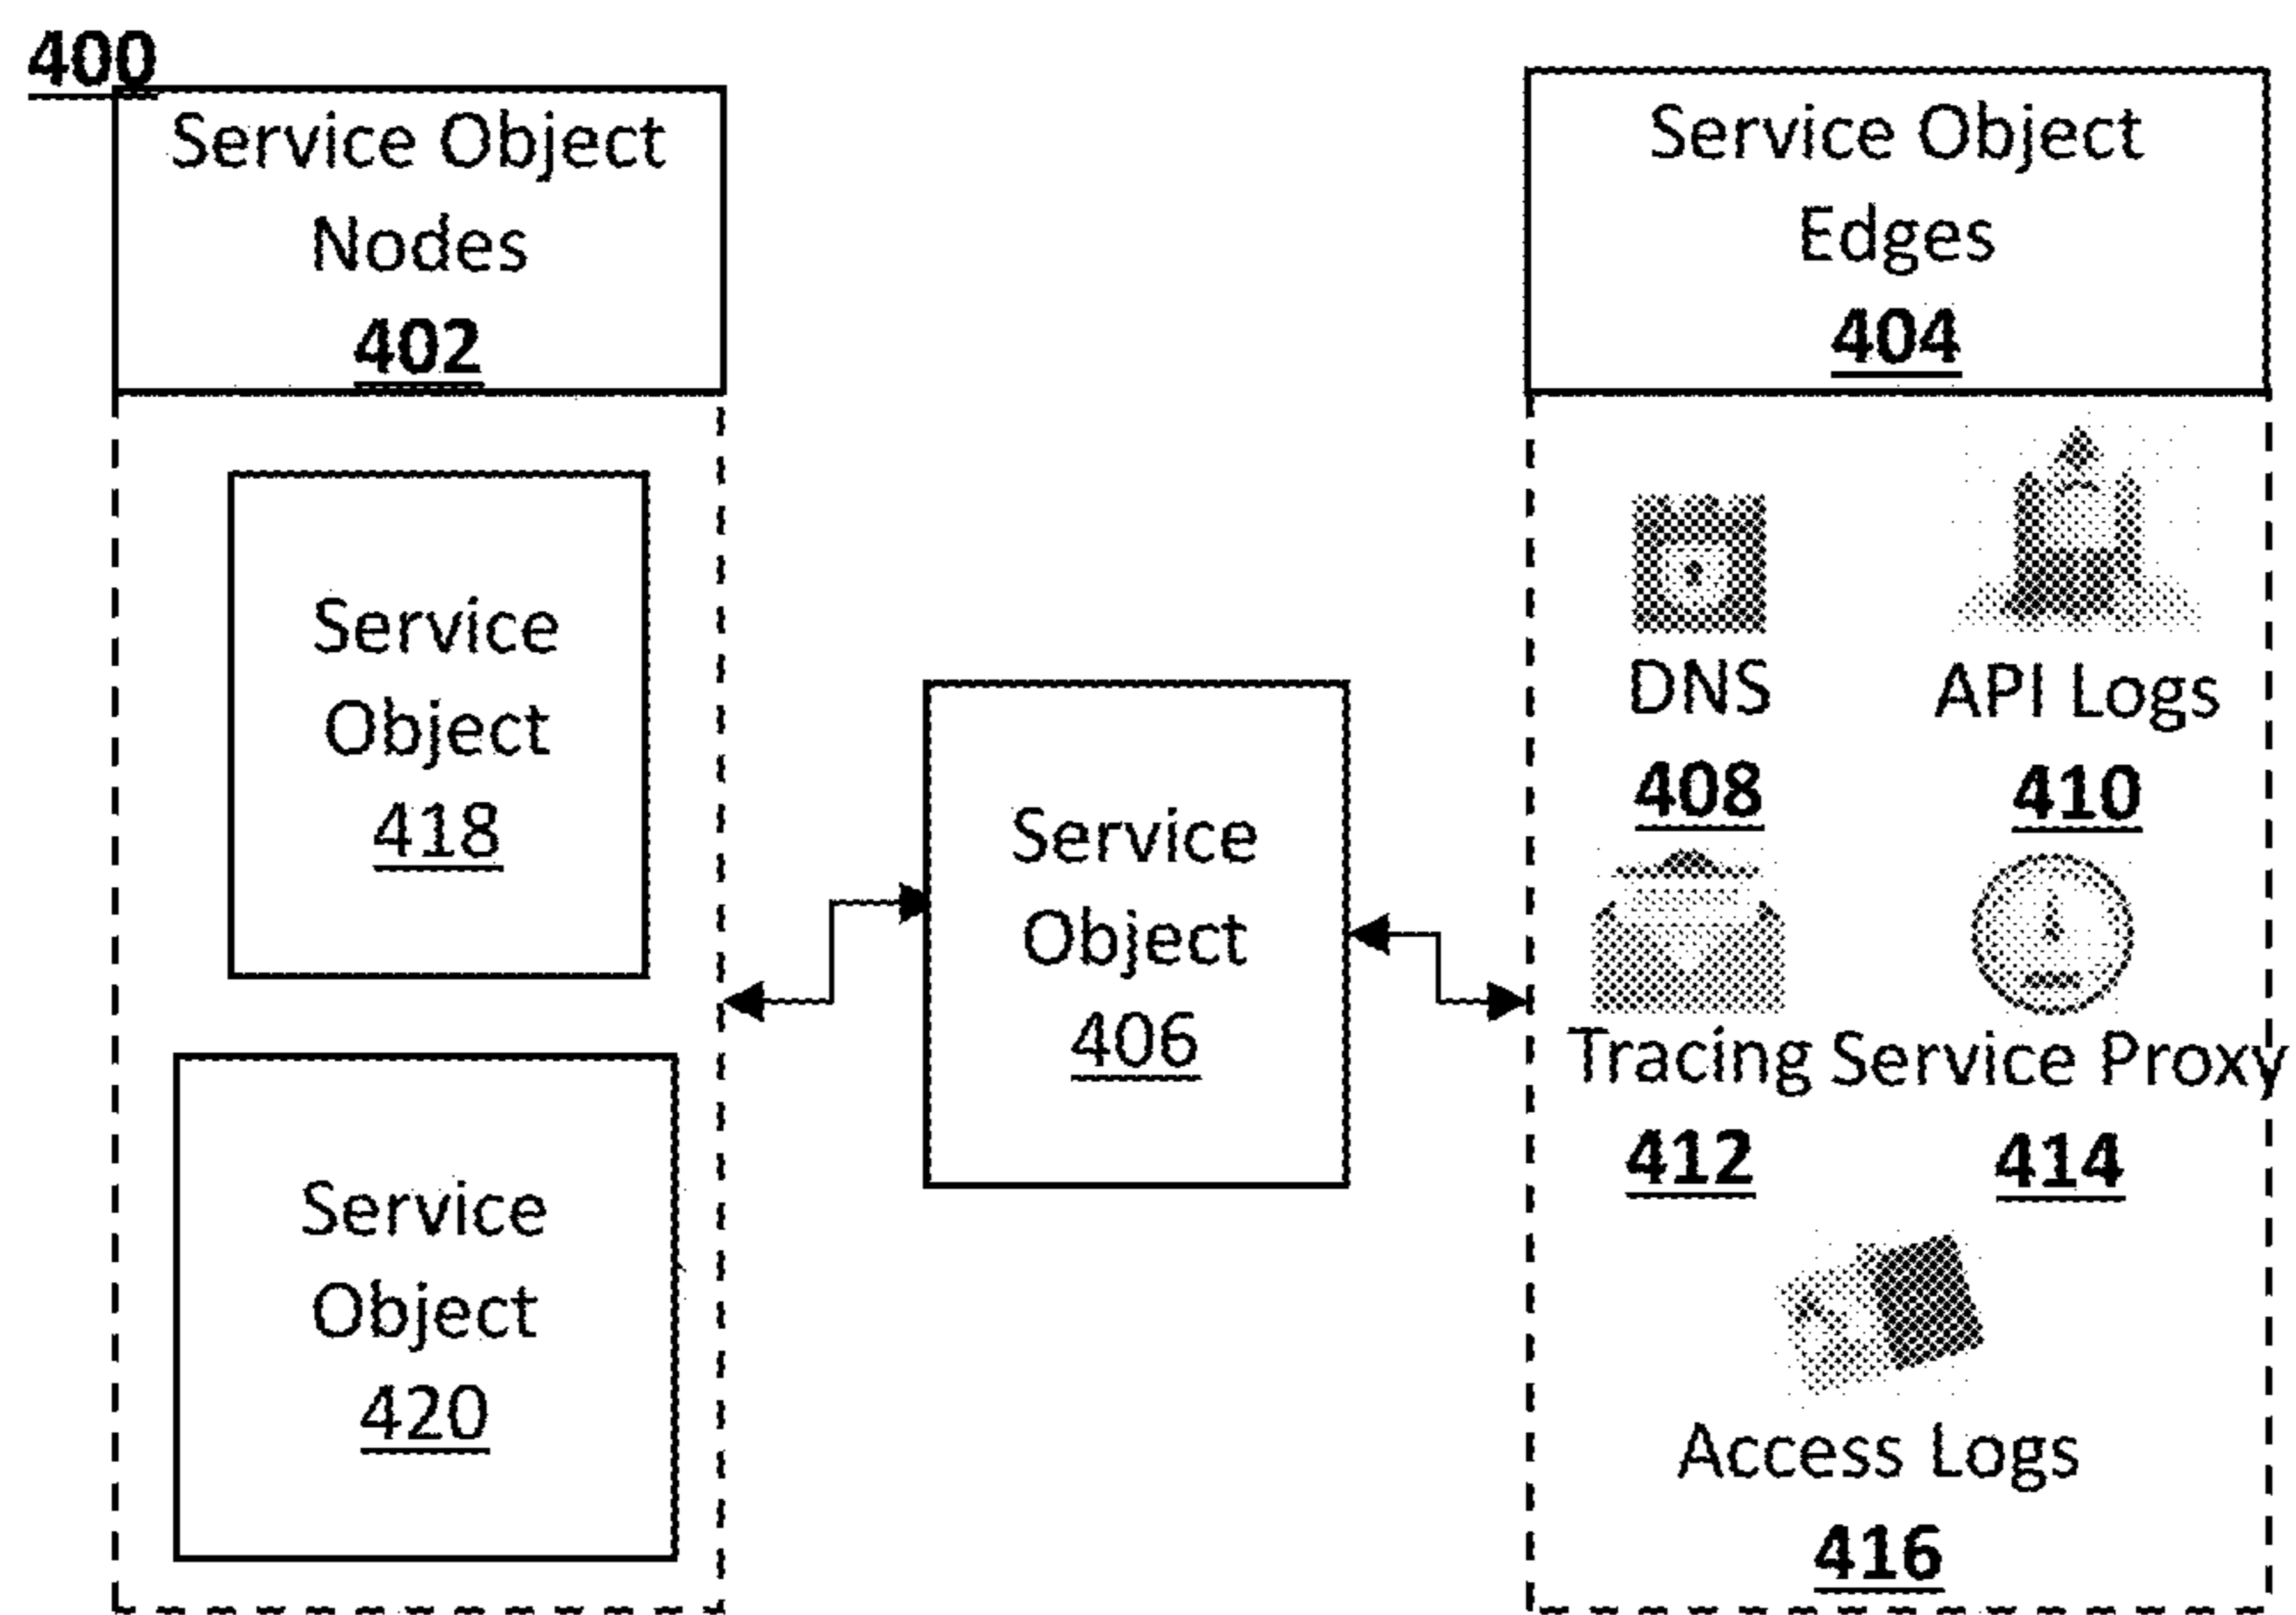 400
Service Object
Nodes
402
Service
Object
418
Service
Object
420
Service
Object
406
Service Object
Edges
404
DNS
408
API Logs
410
Tracing
412
Service Proxy
414
Access Logs
416